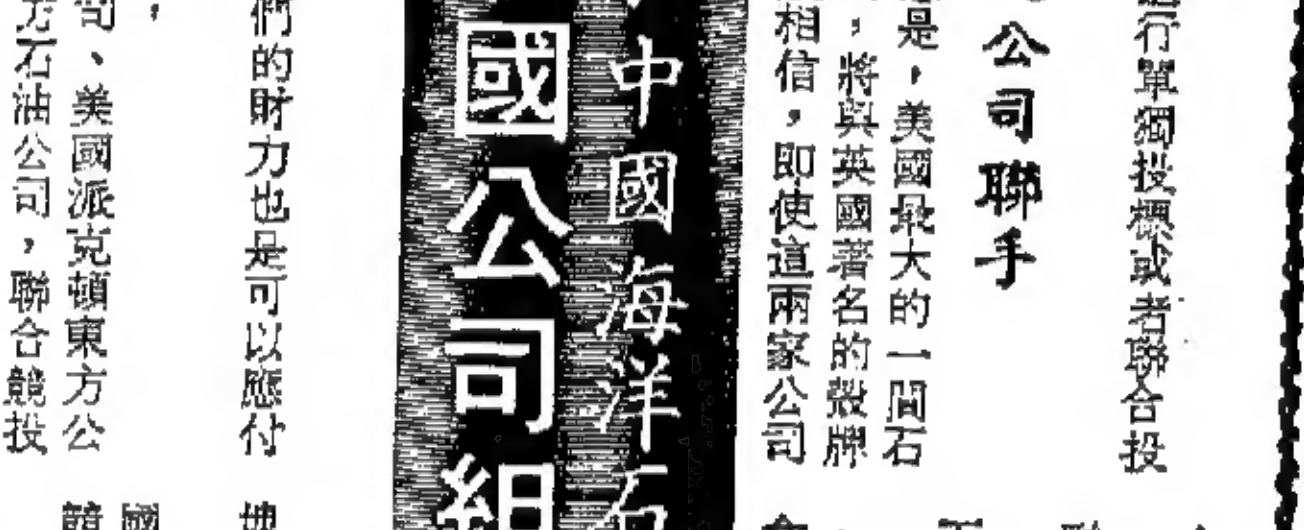 行單獨投標或者聯合投
公司聯手
是，美國最大的一間石
，將與英國著名的殼牌
相信，即使這兩家公司
中國海洋石
國公司組
們的財力也是可以應付
，
司、美國派克頓東方公
方石油公司，聯合競投